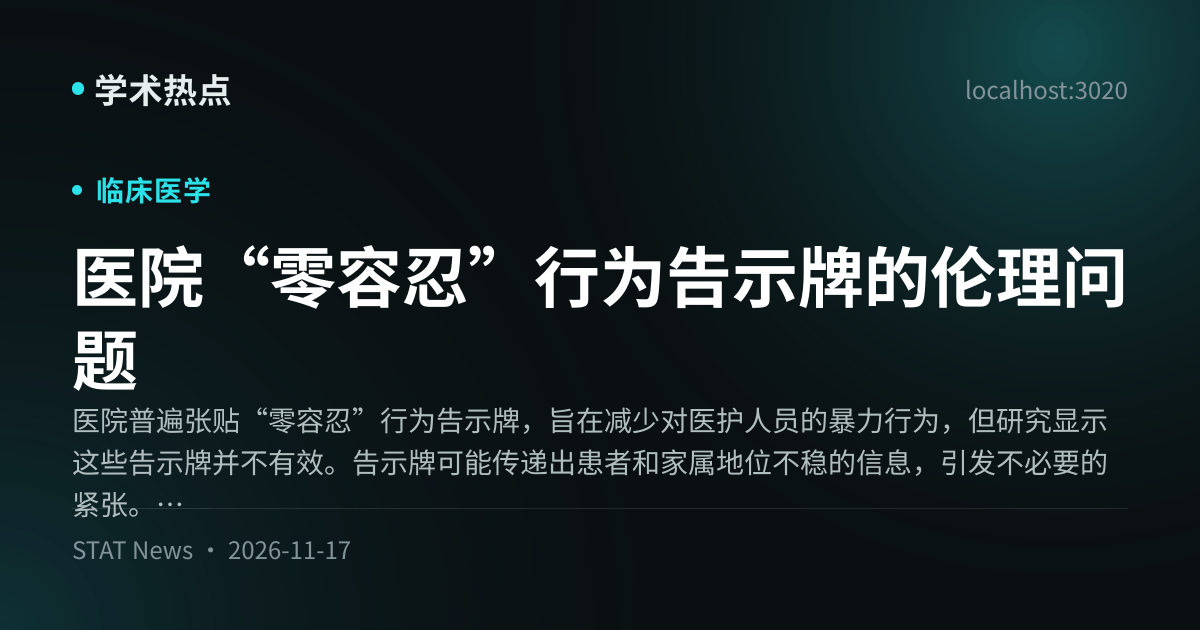 学术热点
localhost:3020
临床医学
医院“零容忍”行为告示牌的伦理问
题
医院普遍张贴“零容忍”行为告示牌，旨在减少对医护人员的暴力行为，但研究显示
这些告示牌并不有效。告示牌可能传递出患者和家属地位不稳的信息，引发不必要的
紧张。…
STAT News · 2026-11-17